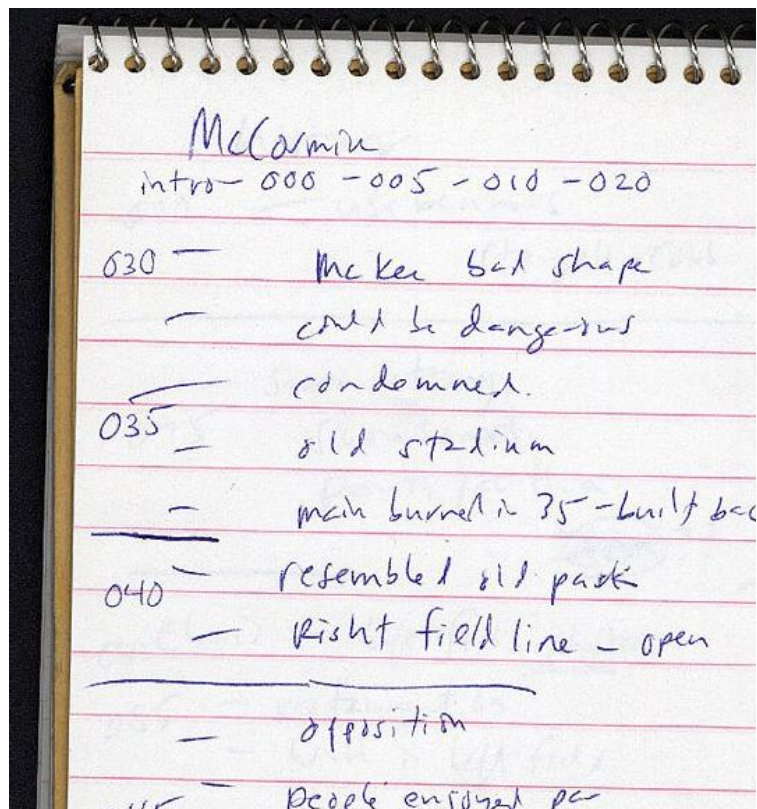 McCormick
intro - 000 - 005 - 010 - 020
030 — McKee bad shape
— could be dangerous
— condemned.
035
— old stadium
— main burned in 35 - built bac
040 — resembled old park
— Right field line - open
— opposition
— people enjoyed